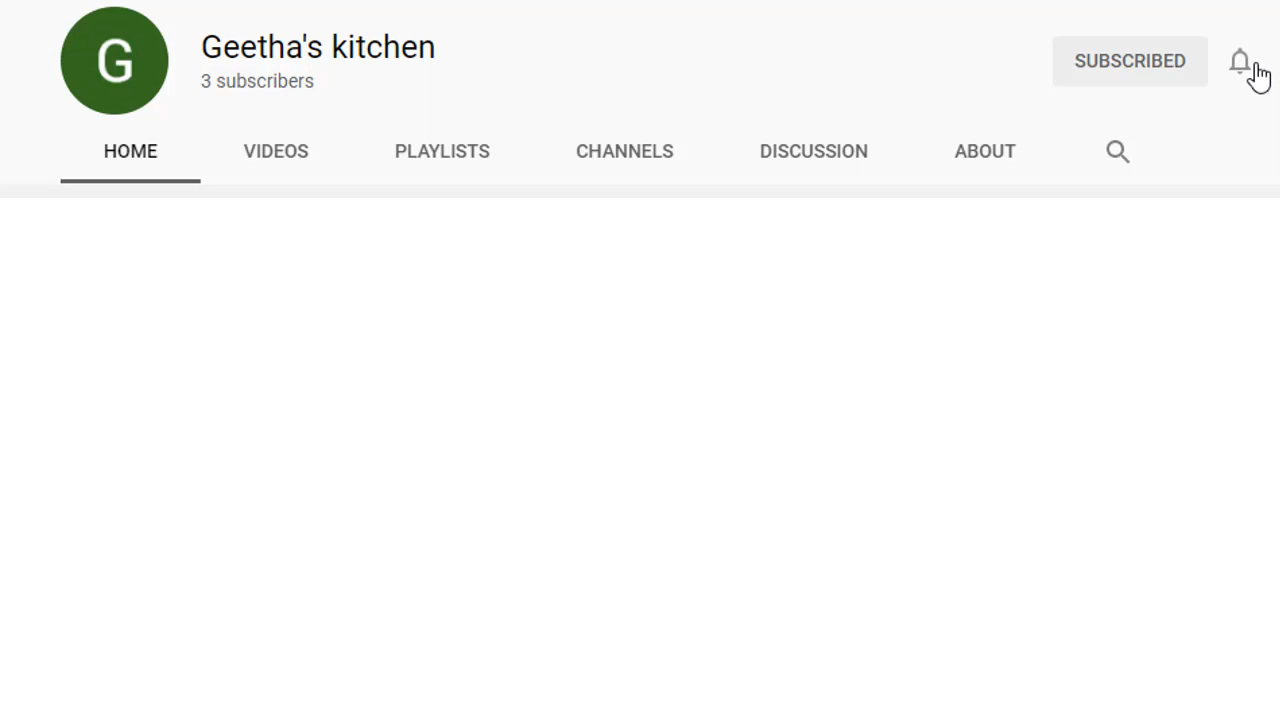 G
Geetha's kitchen
3 subscribers
SUBSCRIBED
HOME VIDEOS PLAYLISTS CHANNELS DISCUSSION ABOUT